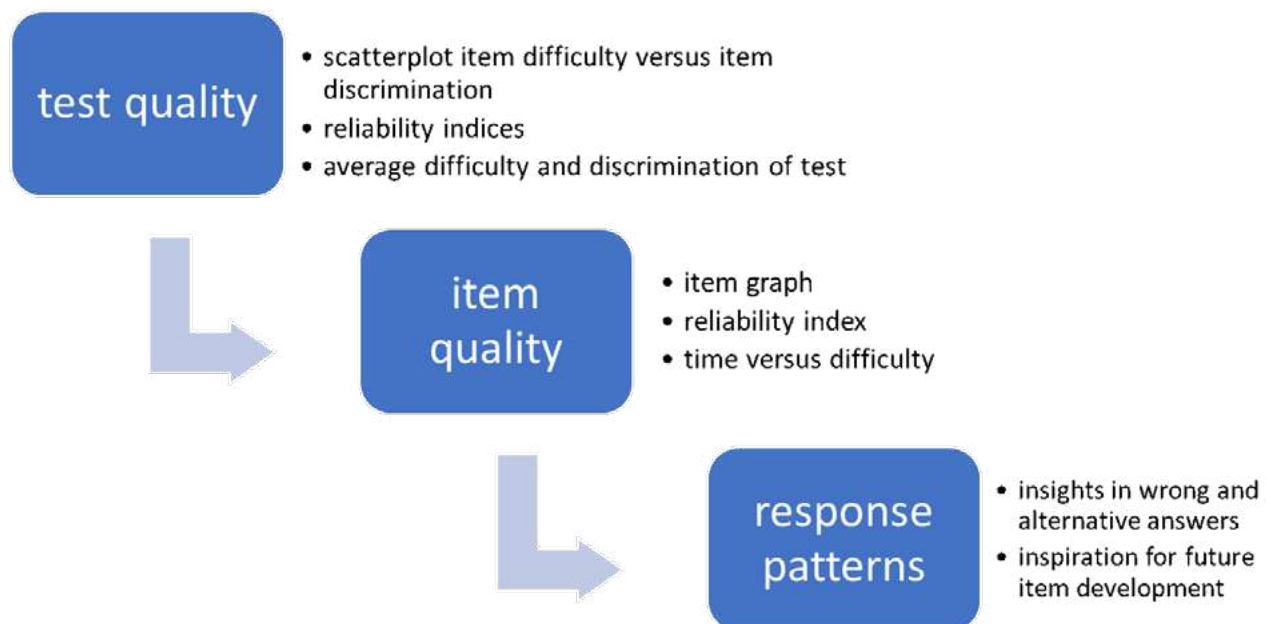 test quality
• scatterplot item difficulty versus item
discrimination
• reliability indices
• average difficulty and discrimination of test
item
quality
• item graph
• reliability index
• time versus difficulty
response
patterns
• insights in wrong and
alternative answers
• inspiration for future
item development